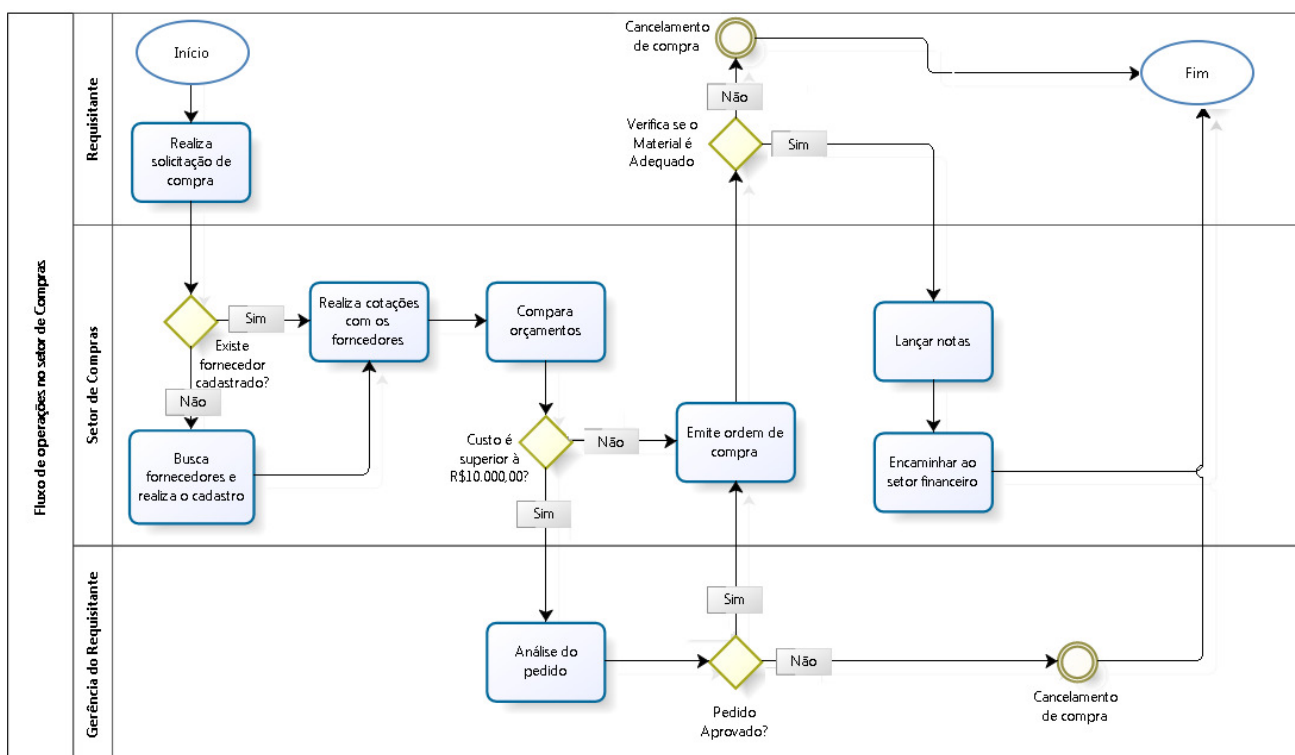 Fluxo de operações no setor de Compras
Requisitante
Início
Realiza
solicitação de
compra
Cancelamento
de compra
Não
Verifica se o
Material é
Adequado
Sim
Fim
Setor de Compras
Existe
fornecedor
cadastrado?
Sim
Não
Busca
fornecedores e
realiza o cadastro
Realiza cotações
com os
forncedores
Compara
orçamentos
Custo é
superior à
R$10.000,00?
Não
Sim
Emite ordem de
compra
Lançar notas
Encaminhar ao
setor financeiro
Gerência do Requisitante
Análise do
pedido
Sim
Pedido
Aprovado?
Não
Cancelamento
de compra